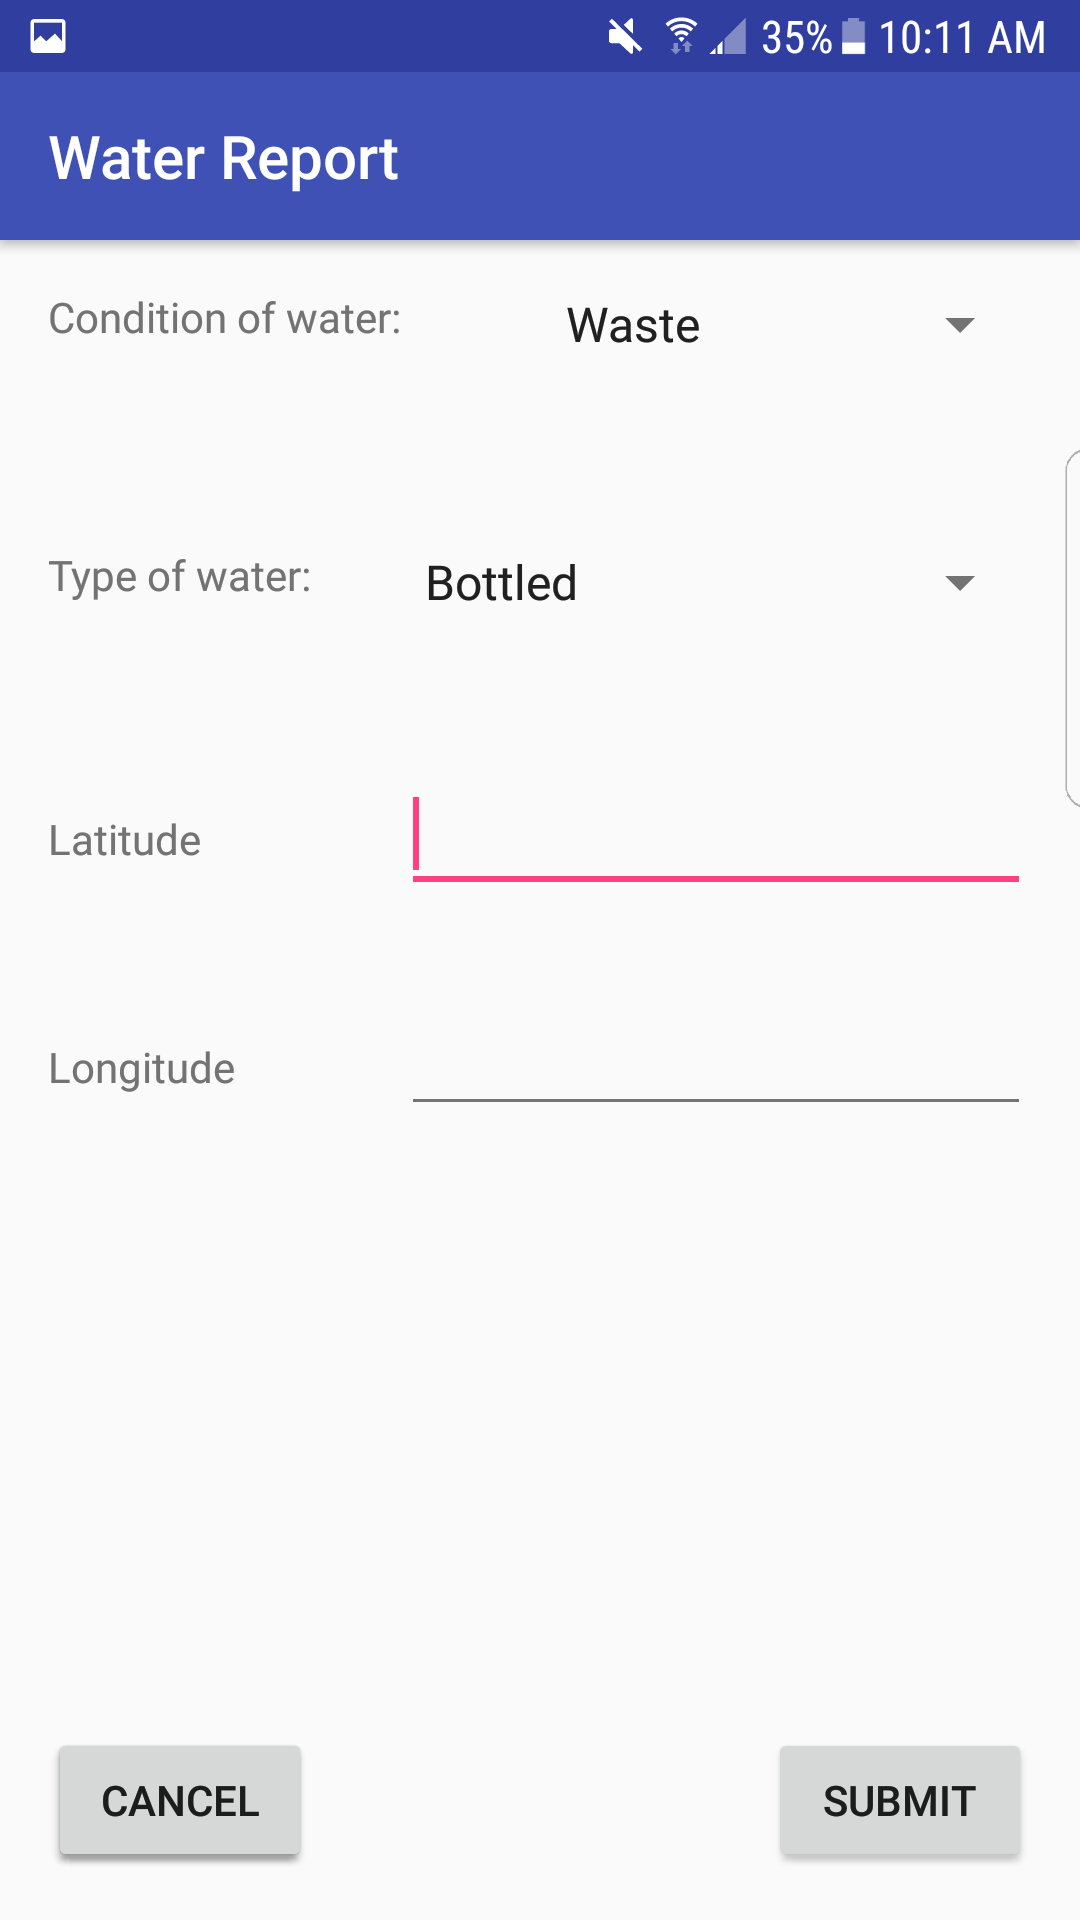 35% 10:11 AM
Water Report
Condition of water: Waste
Type of water: Bottled
Latitude
Longitude
CANCEL SUBMIT